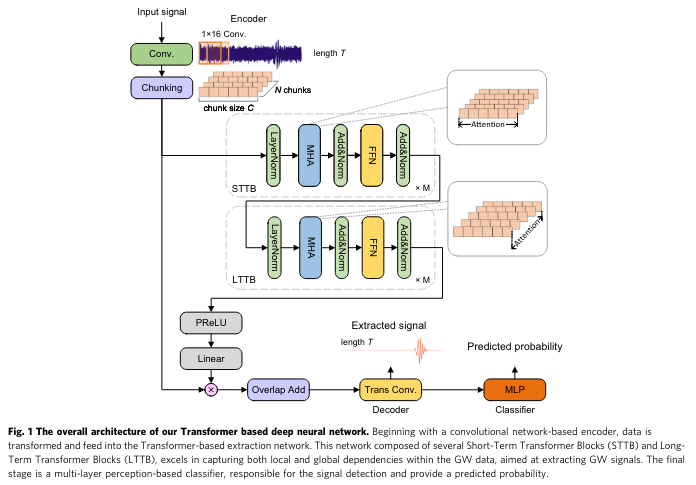 Input signal
Encoder
1×16 Conv.
Conv.
length T
Chunking
N chunks
chunk size C
LayerNorm
MHA
Add&Norm
FFN
Add&Norm
STTB
× M
Attention
LayerNorm
MHA
Add&Norm
FFN
Add&Norm
LTTB
× M
Attention
PReLU
Linear
×
Overlap Add
Extracted signal
length T
Trans Conv.
Decoder
Predicted probability
MLP
Classifier
Fig. 1 The overall architecture of our Transformer based deep neural network. Beginning with a convolutional network-based encoder, data is
transformed and feed into the Transformer-based extraction network. This network composed of several Short-Term Transformer Blocks (STTB) and Long-
Term Transformer Blocks (LTTB), excels in capturing both local and global dependencies within the GW data, aimed at extracting GW signals. The final
stage is a multi-layer perception-based classifier, responsible for the signal detection and provide a predicted probability.